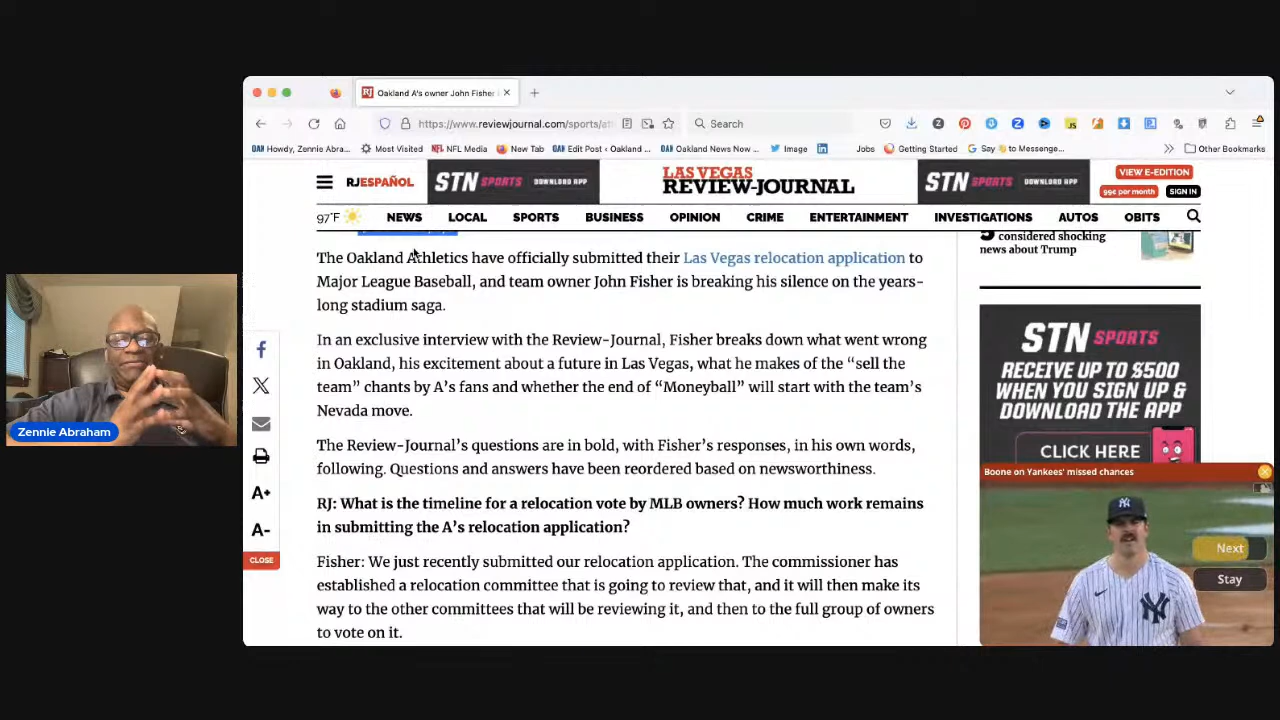 Oakland A's owner John Fisher
https://www.reviewjournal.com/sports/at
Search
Howdy, Zennie Abra...
Most Visited
NFL Media
New Tab
Edit Post ‹ Oakland ...
Oakland News Now ...
Image
Jobs
Getting Started
Say 👋 to Messenge...
Other Bookmarks
RJESPAÑOL
STN SPORTS DOWNLOAD APP
LAS VEGAS
REVIEW-JOURNAL
STN SPORTS DOWNLOAD APP
VIEW E-EDITION
99¢ per month
SIGN IN
97°F
NEWS LOCAL SPORTS BUSINESS OPINION CRIME ENTERTAINMENT INVESTIGATIONS AUTOS OBITS
The Oakland Athletics have officially submitted their Las Vegas relocation application to
Major League Baseball, and team owner John Fisher is breaking his silence on the years-
long stadium saga.
In an exclusive interview with the Review-Journal, Fisher breaks down what went wrong
in Oakland, his excitement about a future in Las Vegas, what he makes of the “sell the
team” chants by A’s fans and whether the end of “Moneyball” will start with the team’s
Nevada move.
The Review-Journal’s questions are in bold, with Fisher’s responses, in his own words,
following. Questions and answers have been reordered based on newsworthiness.
RJ: What is the timeline for a relocation vote by MLB owners? How much work remains
in submitting the A’s relocation application?
Fisher: We just recently submitted our relocation application. The commissioner has
established a relocation committee that is going to review that, and it will then make its
way to the other committees that will be reviewing it, and then to the full group of owners
to vote on it.
A+
A-
CLOSE
considered shocking
news about Trump
STN SPORTS
RECEIVE UP TO $500
WHEN YOU SIGN UP &
DOWNLOAD THE APP
CLICK HERE
Boone on Yankees' missed chances
Next
Stay
Zennie Abraham